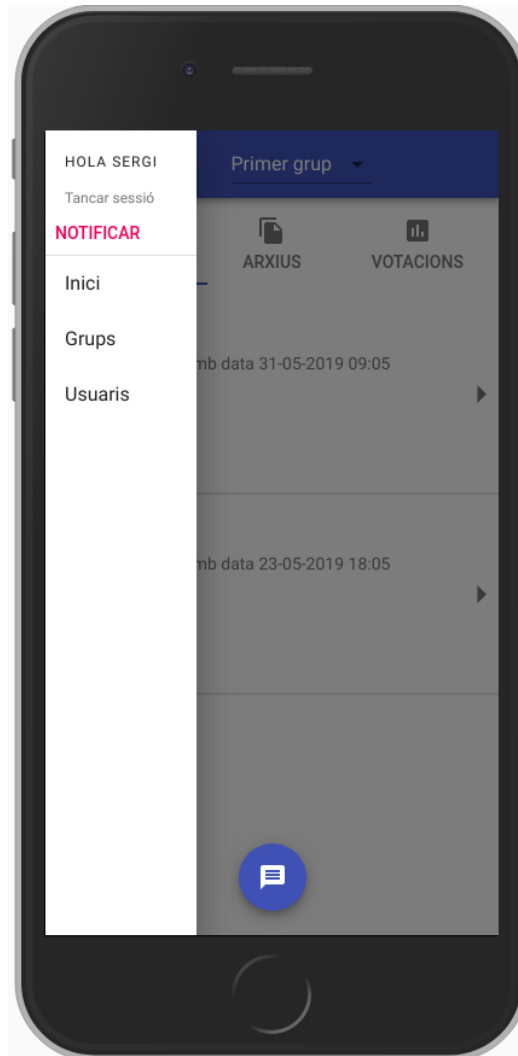 HOLA SERGI
Tancar sessió
NOTIFICAR
Inici
Grups
Usuaris
Primer grup
ARXIUS
VOTACIONS
mb data 31-05-2019 09:05
mb data 23-05-2019 18:05